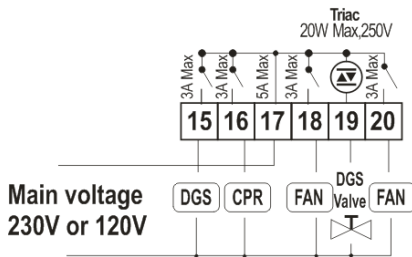 Triac
20W Max,250V
3A Max
3A Max
5A Max
3A Max
3A Max
15 16 17 18 19 20
DGS CPR FAN DGS Valve FAN
Main voltage
230V or 120V